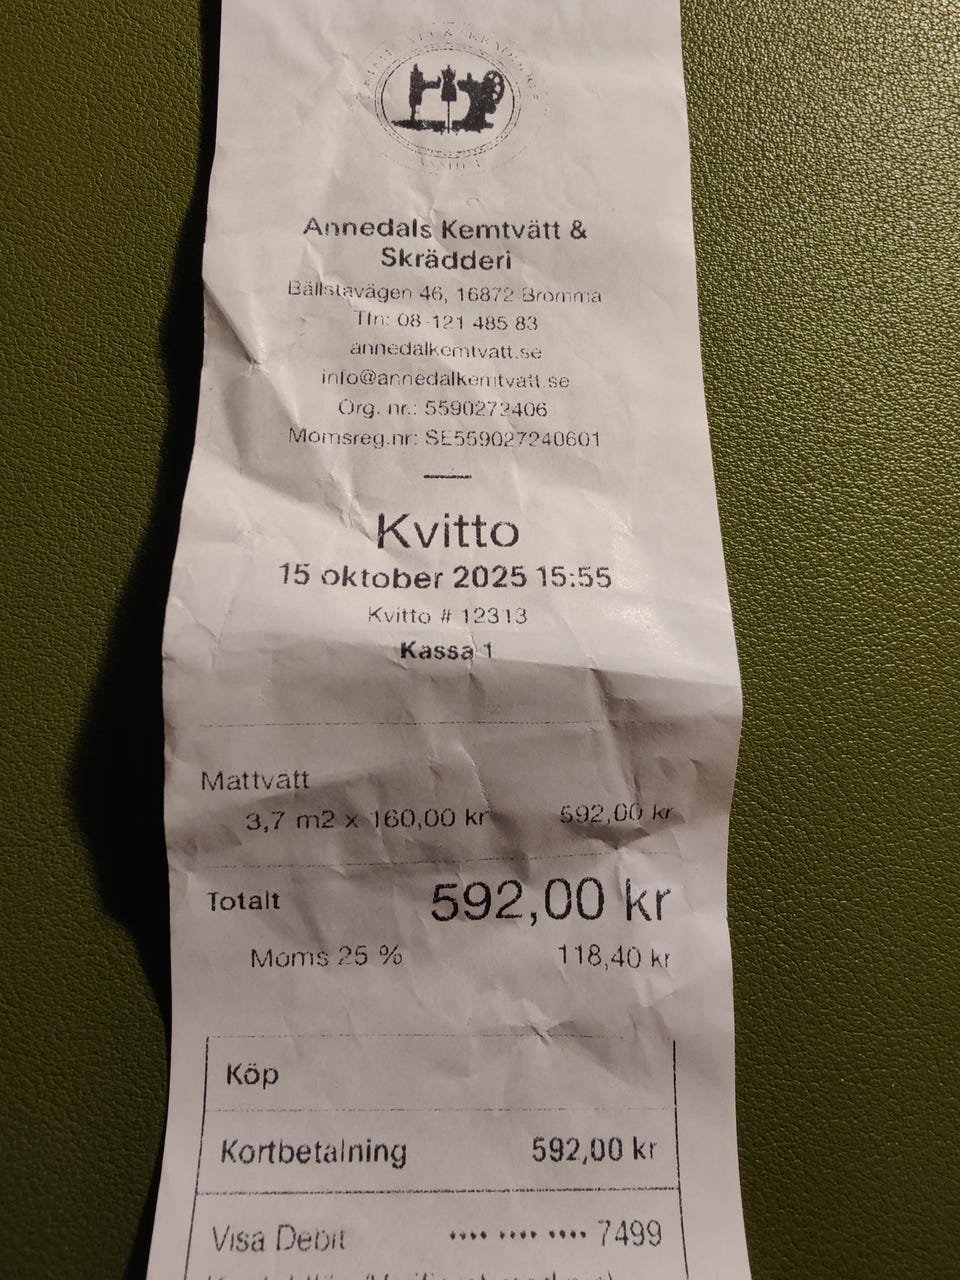 Annedals Kemtvätt &
Skrädderi
Bällstavägen 46, 16872 Bromma
Tfn: 08-121 485 83
annedalkemtvatt.se
info@annedalkemtvatt.se
Org. nr.: 5590272406
Momsreg.nr: SE559027240601
Kvitto
15 oktober 2025 15:55
Kvitto # 12313
Kassa 1
Mattvätt
3,7 m2 x 160,00 kr 592,00 kr
Totalt 592,00 kr
Moms 25 % 118,40 kr
Köp
Kortbetalning 592,00 kr
Visa Debit •••• •••• •••• 7499